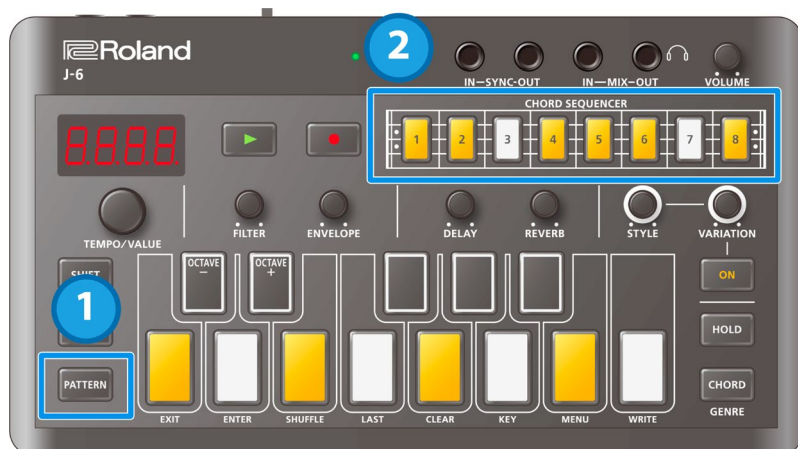 2
Roland
J-6
IN—SYNC-OUT
IN—MIX—OUT
VOLUME
CHORD SEQUENCER
8.8.8.8.
1 2 3 4 5 6 7 8
FILTER
ENVELOPE
DELAY
REVERB
STYLE
VARIATION
TEMPO/VALUE
SHIFT
OCTAVE
−
OCTAVE
+
ON
1
HOLD
PATTERN
CHORD
EXIT
ENTER
SHUFFLE
LAST
CLEAR
KEY
MENU
WRITE
GENRE